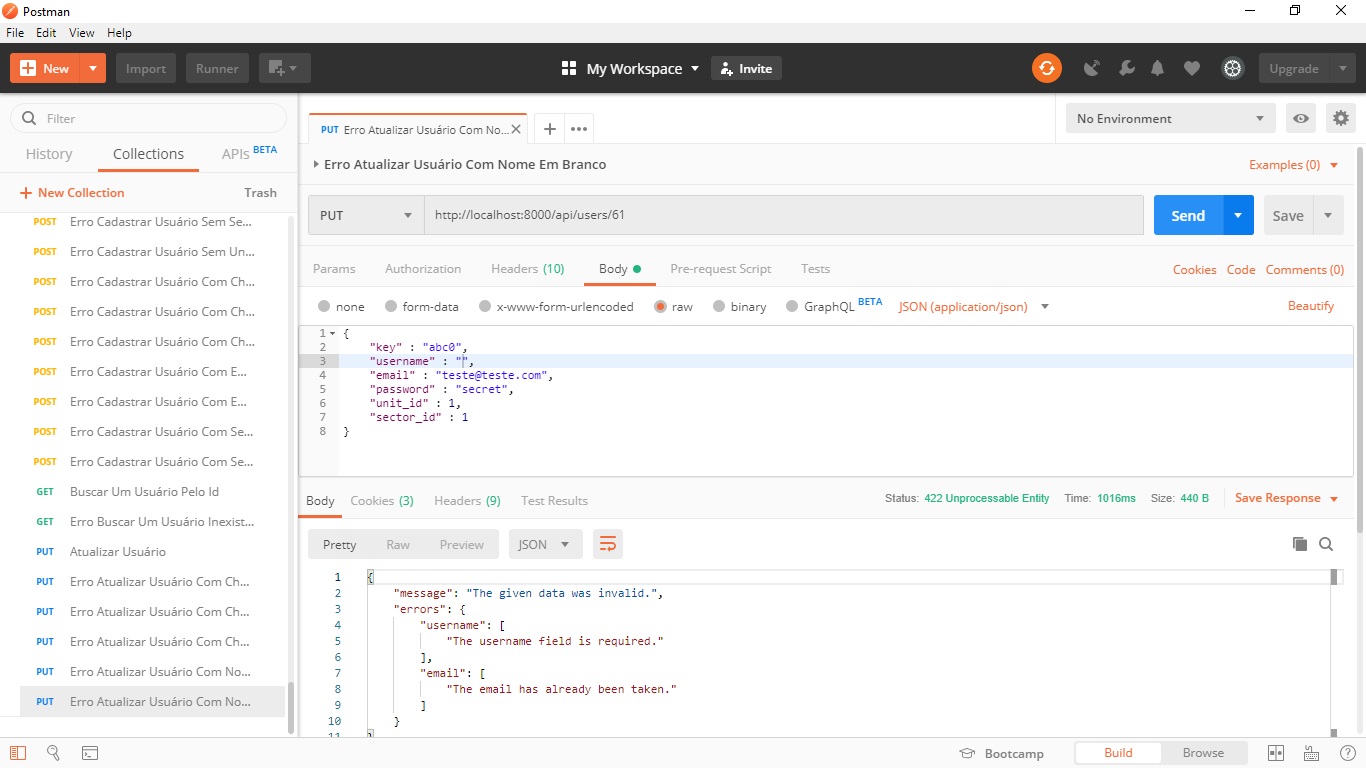 Postman
File Edit View Help
New Import Runner My Workspace Invite Upgrade
Filter
History Collections APIs BETA
New Collection Trash
POST Erro Cadastrar Usuário Sem Se...
POST Erro Cadastrar Usuário Sem Un...
POST Erro Cadastrar Usuário Com Ch...
POST Erro Cadastrar Usuário Com Ch...
POST Erro Cadastrar Usuário Com Ch...
POST Erro Cadastrar Usuário Com E...
POST Erro Cadastrar Usuário Com E...
POST Erro Cadastrar Usuário Com Se...
POST Erro Cadastrar Usuário Com Se...
GET Buscar Um Usuário Pelo Id
GET Erro Buscar Um Usuário Inexist...
PUT Atualizar Usuário
PUT Erro Atualizar Usuário Com Ch...
PUT Erro Atualizar Usuário Com Ch...
PUT Erro Atualizar Usuário Com Ch...
PUT Erro Atualizar Usuário Com No...
PUT Erro Atualizar Usuário Com No...
PUT Erro Atualizar Usuário Com No...
No Environment
Erro Atualizar Usuário Com Nome Em Branco
Examples (0)
PUT http://localhost:8000/api/users/61 Send Save
Params Authorization Headers (10) Body Pre-request Script Tests Cookies Code Comments (0)
none form-data x-www-form-urlencoded raw binary GraphQL BETA JSON (application/json) Beautify
1 {
2 "key" : "abc0",
3 "username" : "",
4 "email" : "teste@teste.com",
5 "password" : "secret",
6 "unit_id" : 1,
7 "sector_id" : 1
8 }
Body Cookies (3) Headers (9) Test Results Status: 422 Unprocessable Entity Time: 1016ms Size: 440 B Save Response
Pretty Raw Preview JSON
1 {
2 "message": "The given data was invalid.",
3 "errors": {
4 "username": [
5 "The username field is required."
6 ],
7 "email": [
8 "The email has already been taken."
9 ]
10 }
11 }
Bootcamp Build Browse